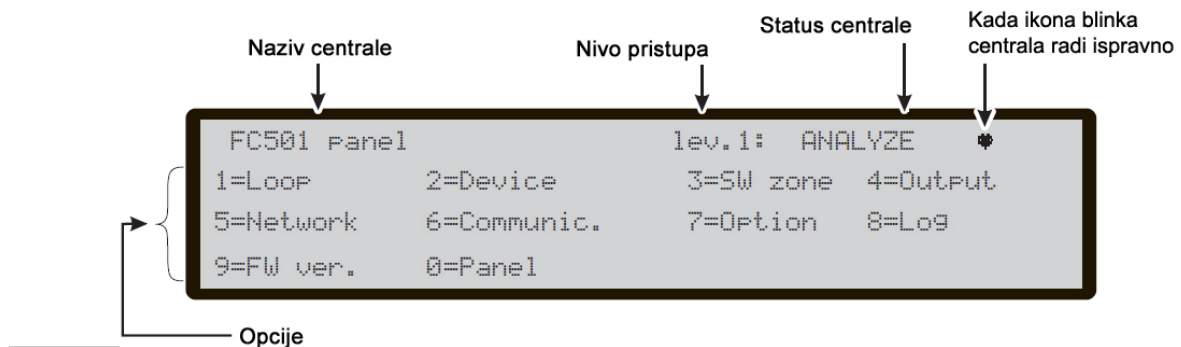 Naziv centrale
Nivo pristupa
Status centrale
Kada ikona blinka
centrala radi ispravno
FC501 panel lev.1: ANALYZE
1=Loop 2=Device 3=SW zone 4=Output
5=Network 6=Communic. 7=Option 8=Log
9=FW ver. 0=Panel
Opcije